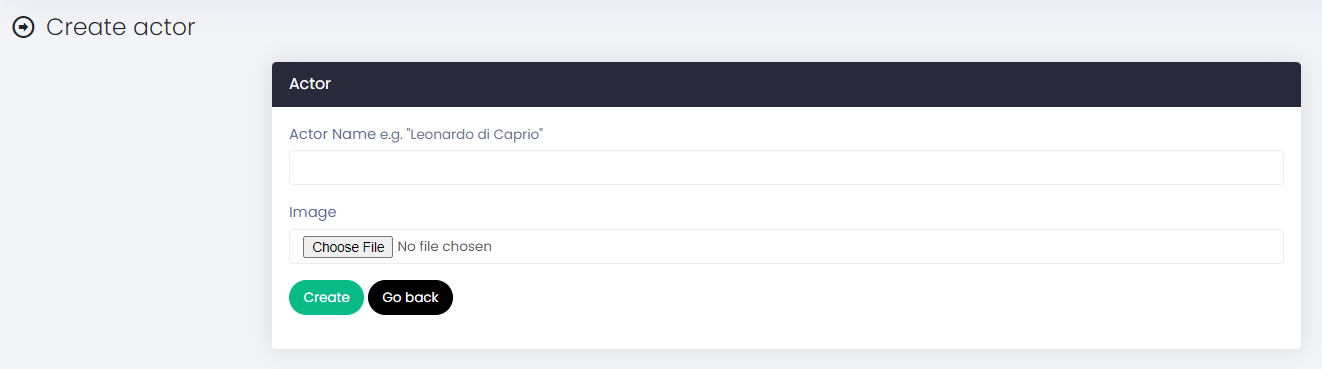 Create actor
Actor
Actor Name e.g. "Leonardo di Caprio"
Image
Choose File No file chosen
Create Go back